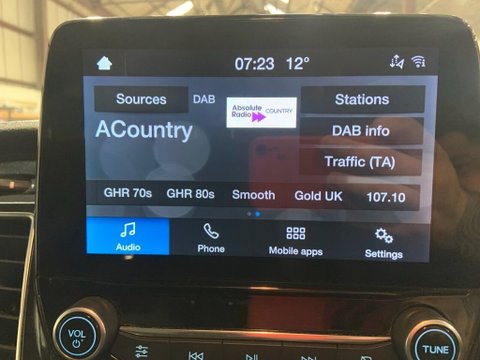 07:23 12°
Sources DAB Absolute Radio COUNTRY Stations
ACountry DAB info
Traffic (TA)
GHR 70s GHR 80s Smooth Gold UK 107.10
Audio Phone Mobile apps Settings
VOL TUNE